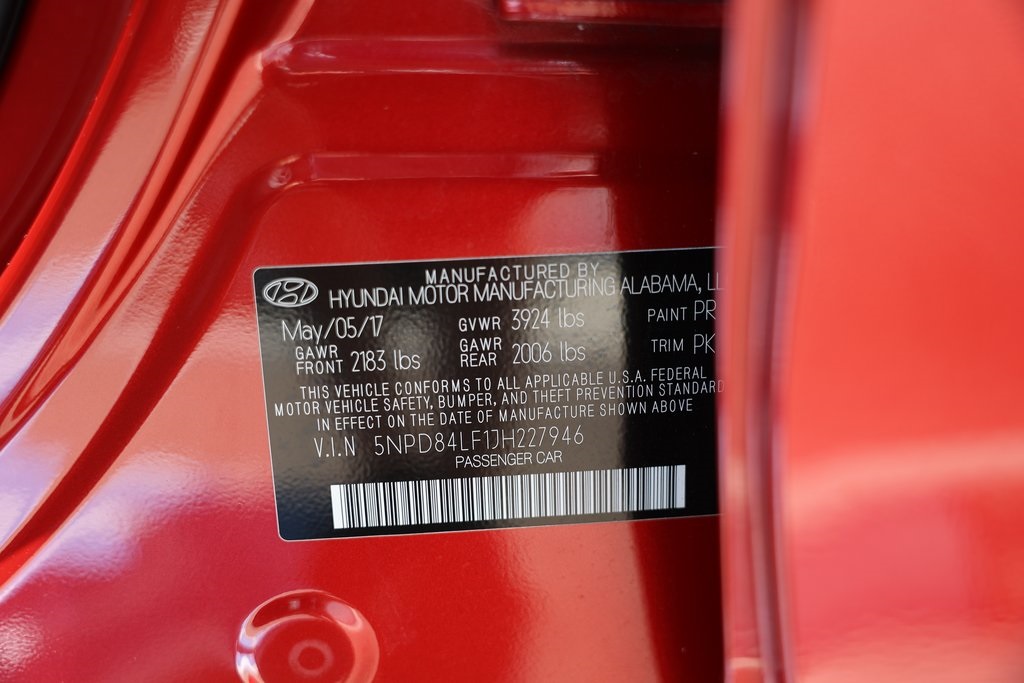 MANUFACTURED BY
HYUNDAI MOTOR MANUFACTURING ALABAMA, LL
May/05/17 GVWR 3924 lbs PAINT PR
GAWR FRONT 2183 lbs GAWR REAR 2006 lbs TRIM PK
THIS VEHICLE CONFORMS TO ALL APPLICABLE U.S.A. FEDERAL
MOTOR VEHICLE SAFETY, BUMPER, AND THEFT PREVENTION STANDARD
IN EFFECT ON THE DATE OF MANUFACTURE SHOWN ABOVE
V.I.N 5NPD84LF1JH227946
PASSENGER CAR